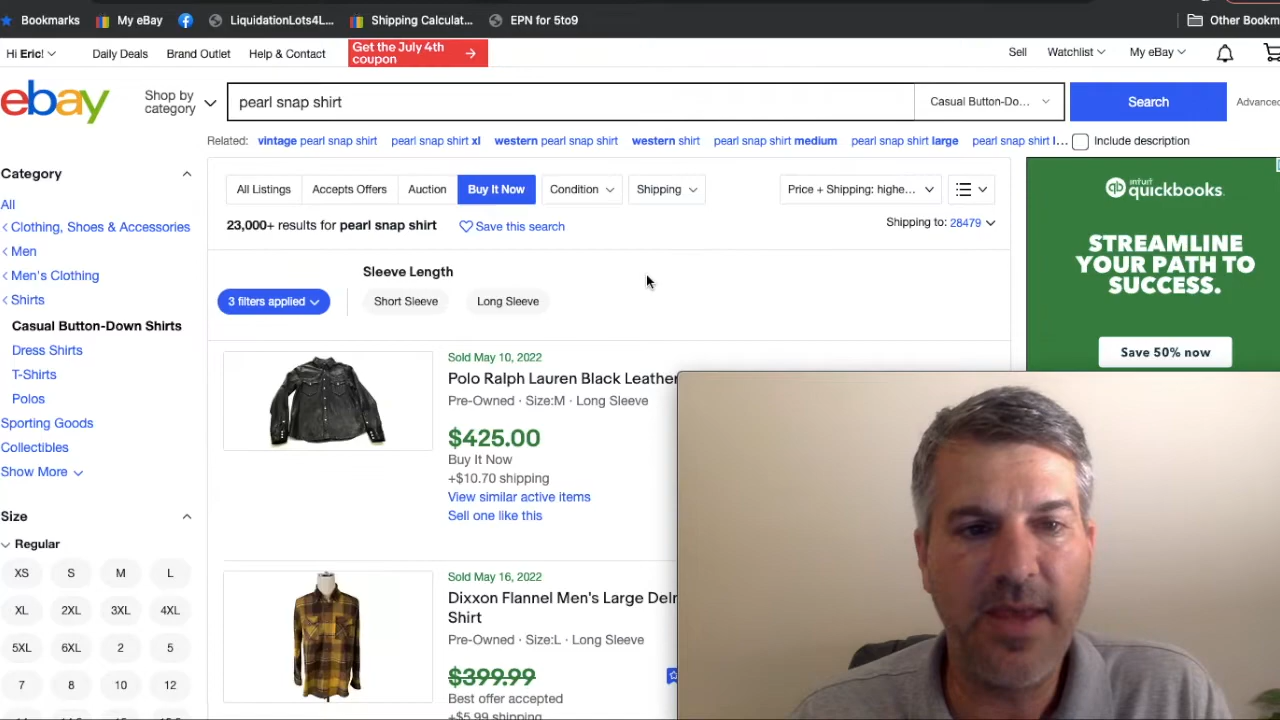 Bookmarks
My eBay
LiquidationLots4L...
Shipping Calculat...
EPN for 5to9
Other Bookm
Hi Eric!
Daily Deals
Brand Outlet
Help & Contact
Get the July 4th
coupon
Sell
Watchlist
My eBay
ebay
Shop by
category
pearl snap shirt
Casual Button-Do...
Search
Advanced
Related:
vintage pearl snap shirt
pearl snap shirt xl
western pearl snap shirt
western shirt
pearl snap shirt medium
pearl snap shirt large
pearl snap shirt l...
Include description
Category
All
Clothing, Shoes & Accessories
Men
Men's Clothing
Shirts
Casual Button-Down Shirts
Dress Shirts
T-Shirts
Polos
Sporting Goods
Collectibles
Show More
Size
Regular
XS
S
M
L
XL
2XL
3XL
4XL
5XL
6XL
2
5
7
8
10
12
All Listings
Accepts Offers
Auction
Buy It Now
Condition
Shipping
Price + Shipping: highe...
23,000+ results for pearl snap shirt
Save this search
Shipping to: 28479
Sleeve Length
3 filters applied
Short Sleeve
Long Sleeve
Sold May 10, 2022
Polo Ralph Lauren Black Leather
Pre-Owned · Size:M · Long Sleeve
$425.00
Buy It Now
+$10.70 shipping
View similar active items
Sell one like this
Sold May 16, 2022
Dixxon Flannel Men's Large Deln
Shirt
Pre-Owned · Size:L · Long Sleeve
$399.99
Best offer accepted
+$5.99 shipping
intuit
quickbooks
STREAMLINE
YOUR PATH TO
SUCCESS.
Save 50% now